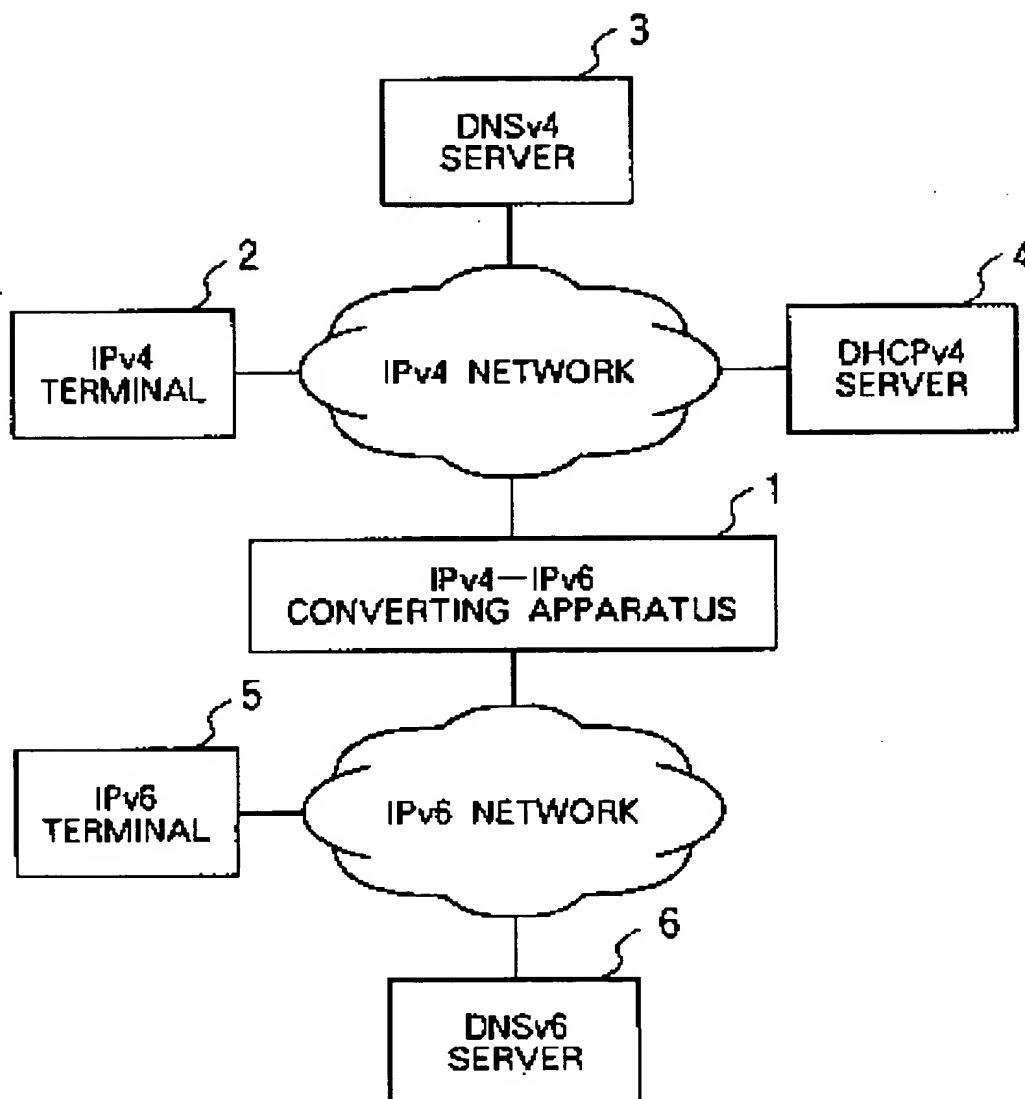 3
DNSv4
SERVER
2
4
IPv4
TERMINAL
IPv4 NETWORK
DHCPv4
SERVER
1
IPv4—IPv6
CONVERTING APPARATUS
5
IPv6
TERMINAL
IPv6 NETWORK
6
DNSv6
SERVER